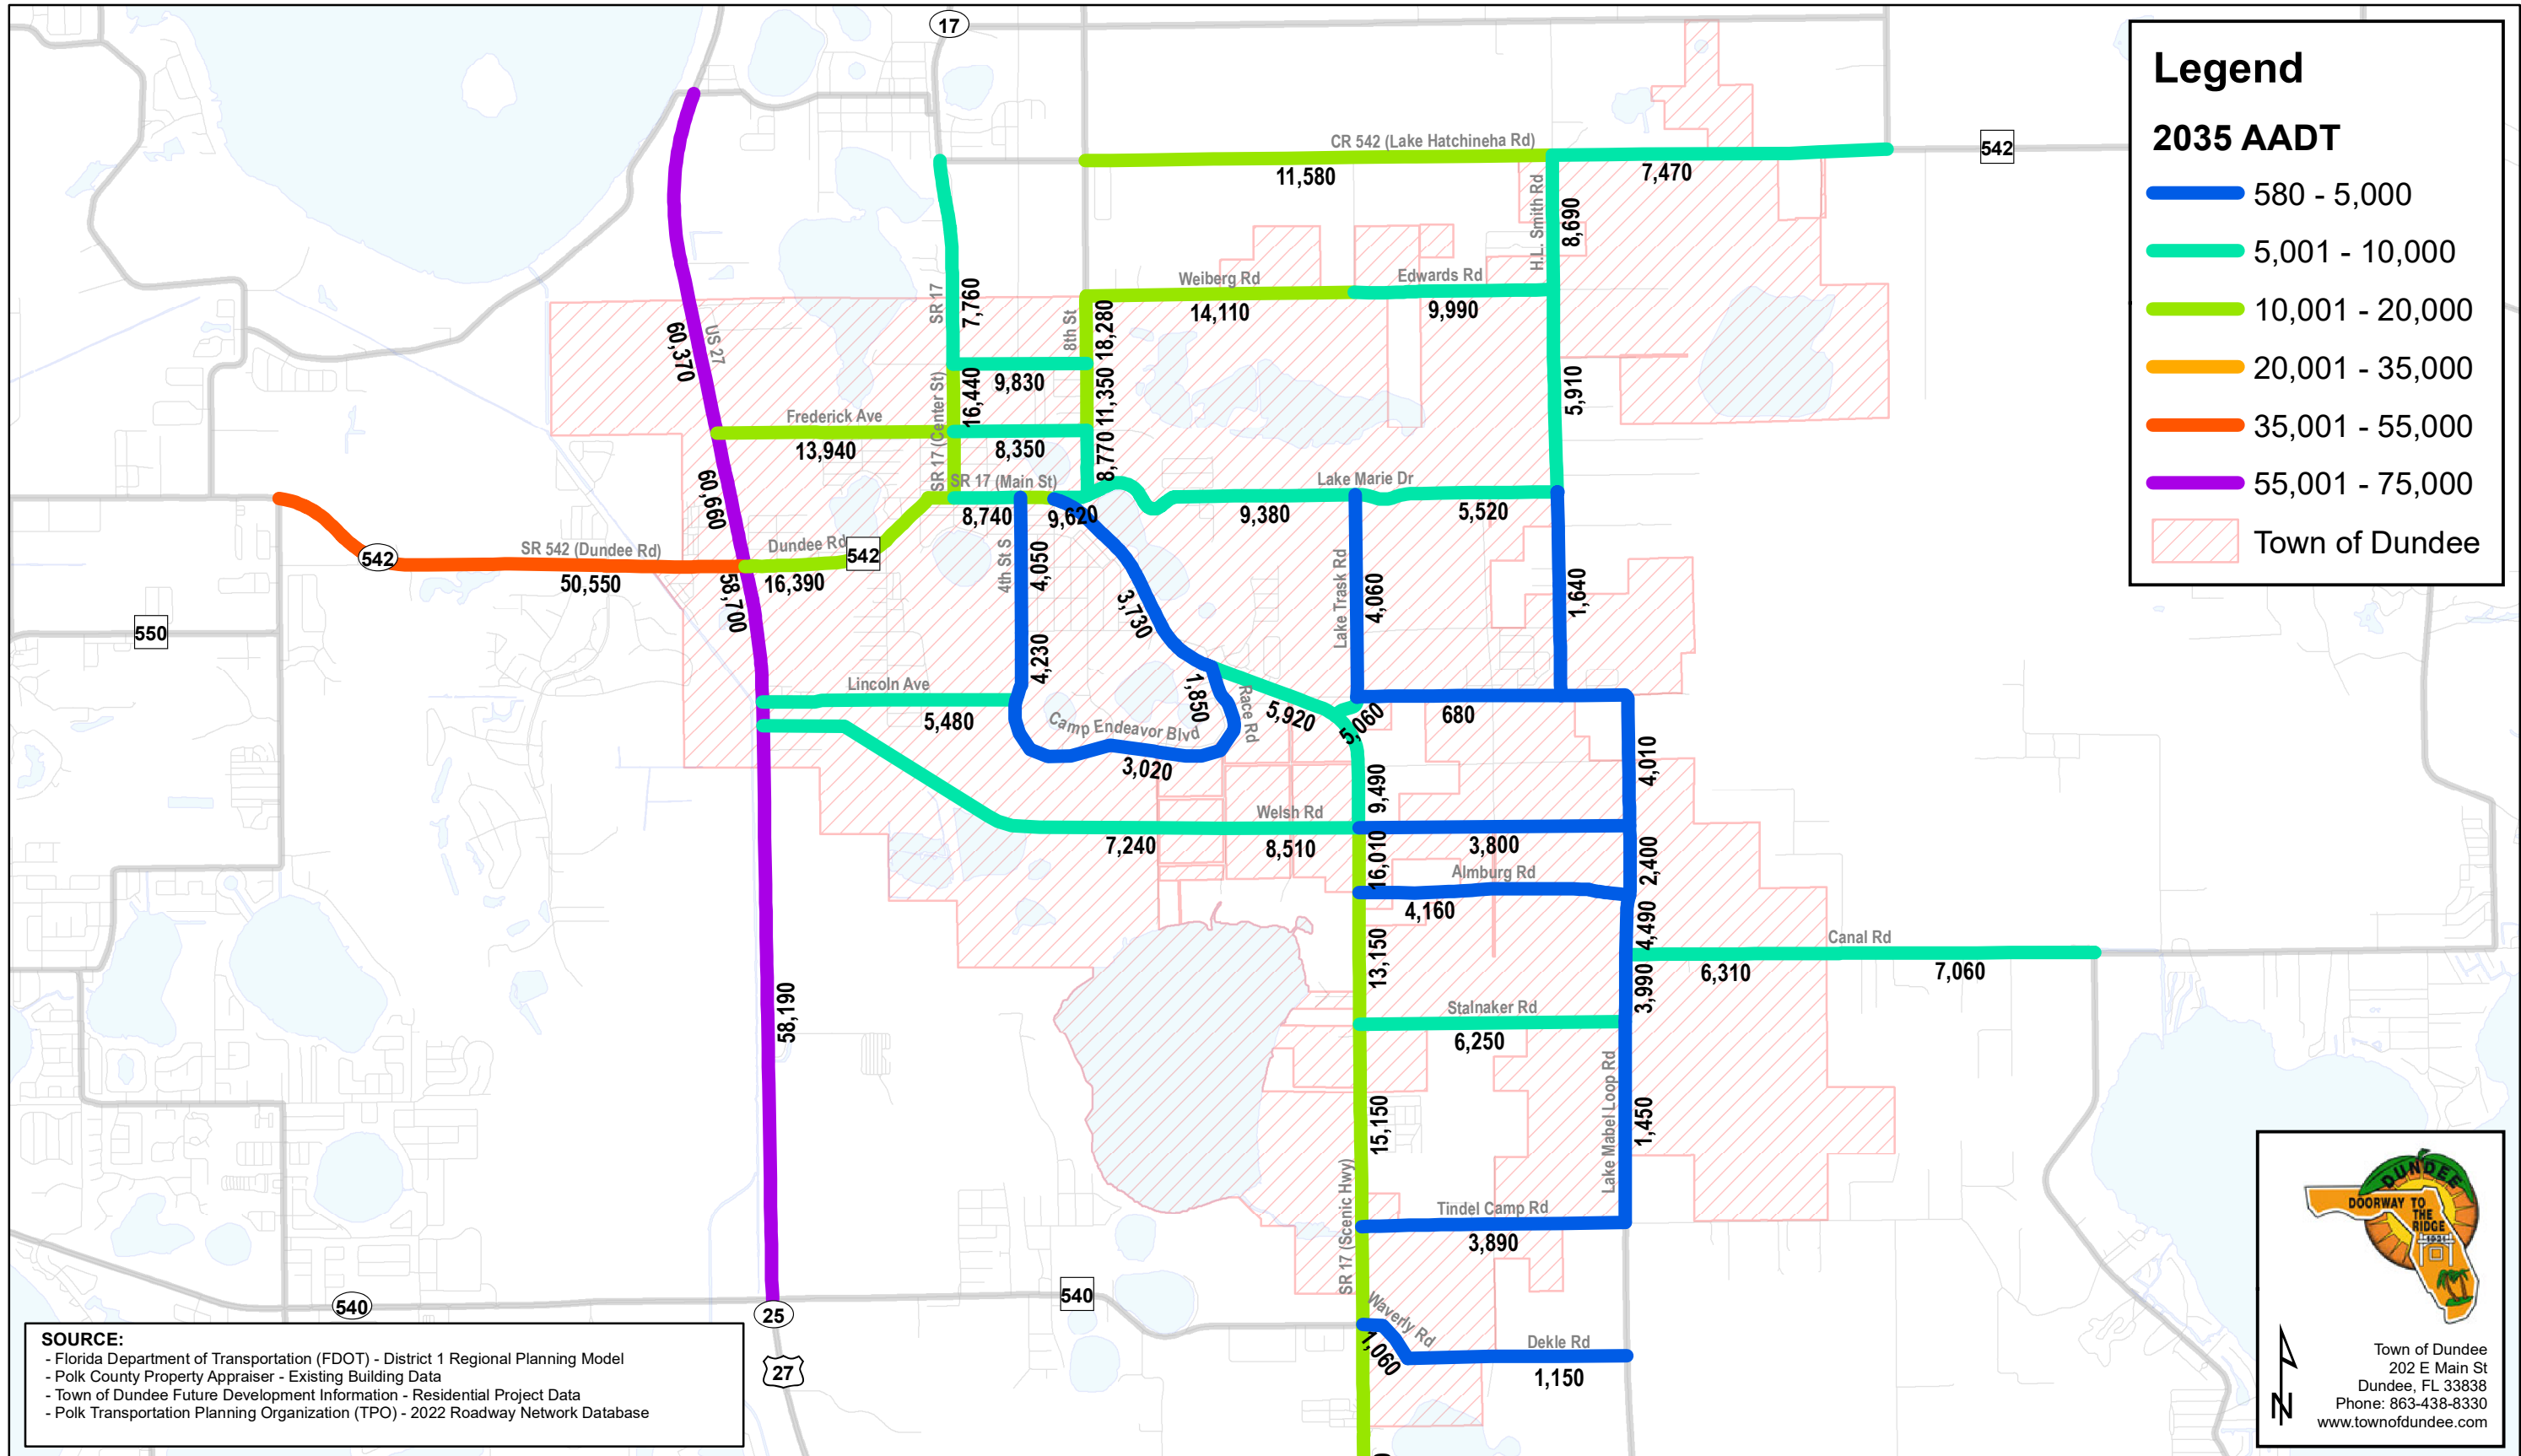 17
Legend
2035 AADT
580 - 5,000
5,001 - 10,000
10,001 - 20,000
20,001 - 35,000
35,001 - 55,000
55,001 - 75,000
Town of Dundee
CR 542 (Lake Hatchineha Rd)
11,580
7,470
542
H.L. Smith Rd
8,690
SR 17
7,760
Weiberg Rd
14,110
Edwards Rd
9,990
8th St
18,280
US 27
60,370
9,830
16,440
11,350
5,910
SR 17 (Center St)
Frederick Ave
13,940
8,350
8,770
60,660
SR 17 (Main St)
8,740
9,620
Lake Marie Dr
9,380
5,520
542
SR 542 (Dundee Rd)
50,550
Dundee Rd
542
16,390
58,700
4th St S
4,050
3,730
Lake Trask Rd
4,060
1,640
550
4,230
Lincoln Ave
5,480
1,850
Race Rd
5,920
5,060
680
Camp Endeavor Blvd
3,020
4,010
9,490
Welsh Rd
7,240
8,510
3,800
16,010
2,400
Almburg Rd
4,160
4,490
Canal Rd
6,310
7,060
13,150
3,990
58,190
Stalnaker Rd
6,250
Lake Mabel Loop Rd
1,450
15,150
SR 17 (Scenic Hwy)
Tindel Camp Rd
3,890
540
540
25
27
Waverly Rd
1,060
Dekle Rd
1,150
SOURCE:
- Florida Department of Transportation (FDOT) - District 1 Regional Planning Model
- Polk County Property Appraiser - Existing Building Data
- Town of Dundee Future Development Information - Residential Project Data
- Polk Transportation Planning Organization (TPO) - 2022 Roadway Network Database
DUNDEE
DOORWAY TO
THE
RIDGE
N
Town of Dundee
202 E Main St
Dundee, FL 33838
Phone: 863-438-8330
www.townofdundee.com